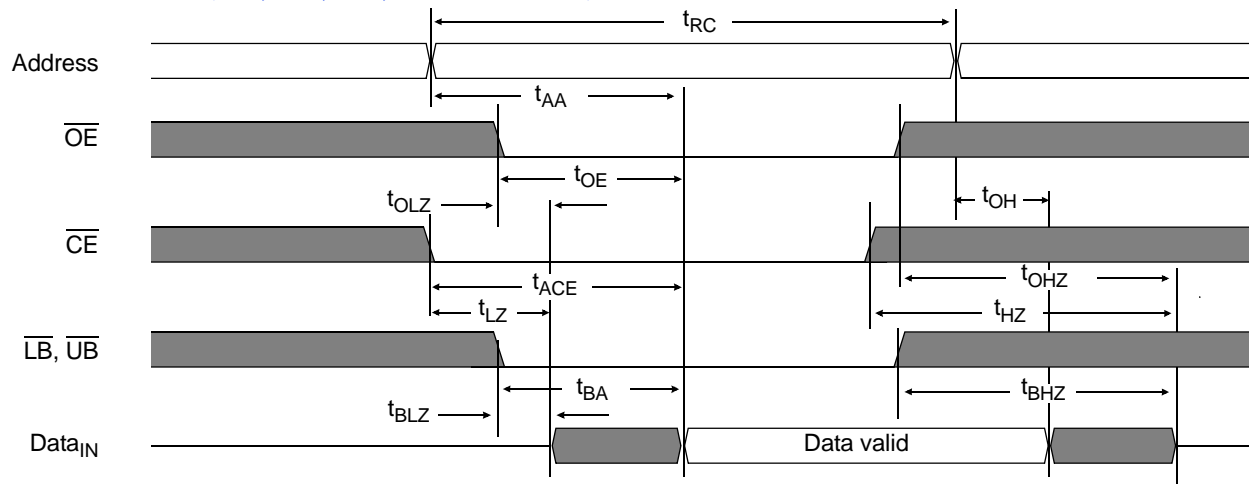 tRC
Address
tAA
OE
tOE
tOLZ
tOH
CE
tOHZ
tACE
tLZ
tHZ
LB, UB
tBA
tBHZ
tBLZ
DataIN
Data valid